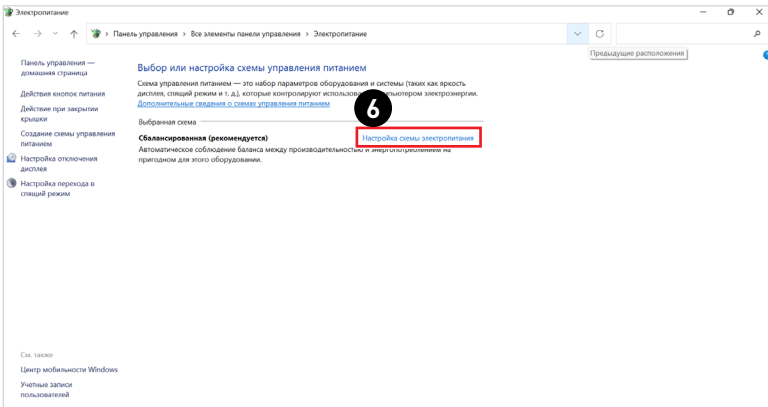 Электропитание
Панель управления › Все элементы панели управления › Электропитание
Предыдущие расположения
Панель управления —
домашняя страница
Действия кнопок питания
Действие при закрытии
крышки
Создание схемы управления
питанием
Настройка отключения
дисплея
Настройка перехода в
спящий режим
Выбор или настройка схемы управления питанием
Схема управления питанием — это набор параметров оборудования и системы (таких как яркость
дисплея, спящий режим и т. д.), которые контролируют электроэнергии.
Дополнительные сведения о схемах управления питанием
6
Выбранная схема
Сбалансированная (рекомендуется)
Настройка схемы электропитания
Автоматическое соблюдение баланса между производительностью и энергопотреблением на
пригодном для этого оборудовании.
См. также
Центр мобильности Windows
Учетные записи
пользователей